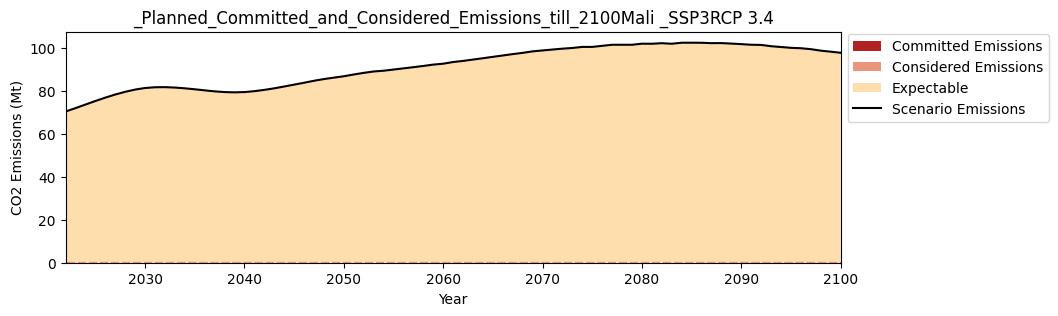 _Planned_Committed_and_Considered_Emissions_till_2100Mali _SSP3RCP 3.4
CO2 Emissions (Mt)
100
80
60
40
20
0
2030 2040 2050 2060 2070 2080 2090 2100
Year
Committed Emissions
Considered Emissions
Expectable
Scenario Emissions